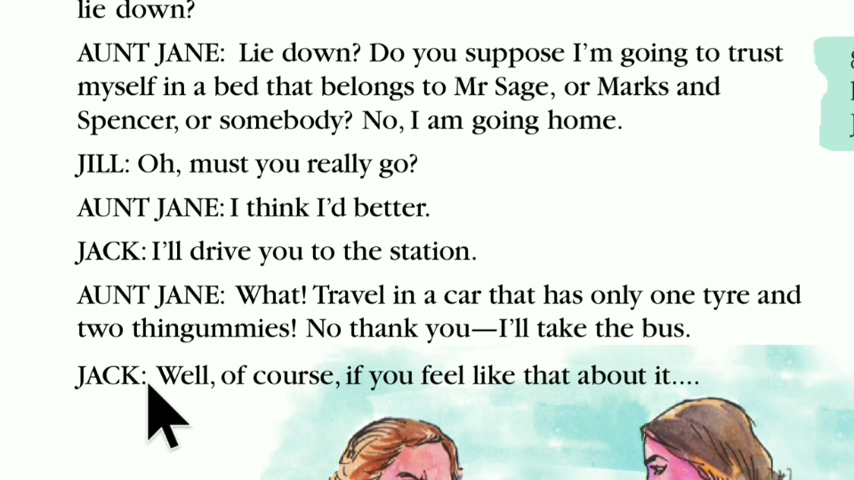 lie down?
AUNT JANE: Lie down? Do you suppose I'm going to trust
myself in a bed that belongs to Mr Sage, or Marks and
Spencer, or somebody? No, I am going home.
JILL: Oh, must you really go?
AUNT JANE: I think I'd better.
JACK: I'll drive you to the station.
AUNT JANE: What! Travel in a car that has only one tyre and
two thingummies! No thank you—I'll take the bus.
JACK: Well, of course, if you feel like that about it....